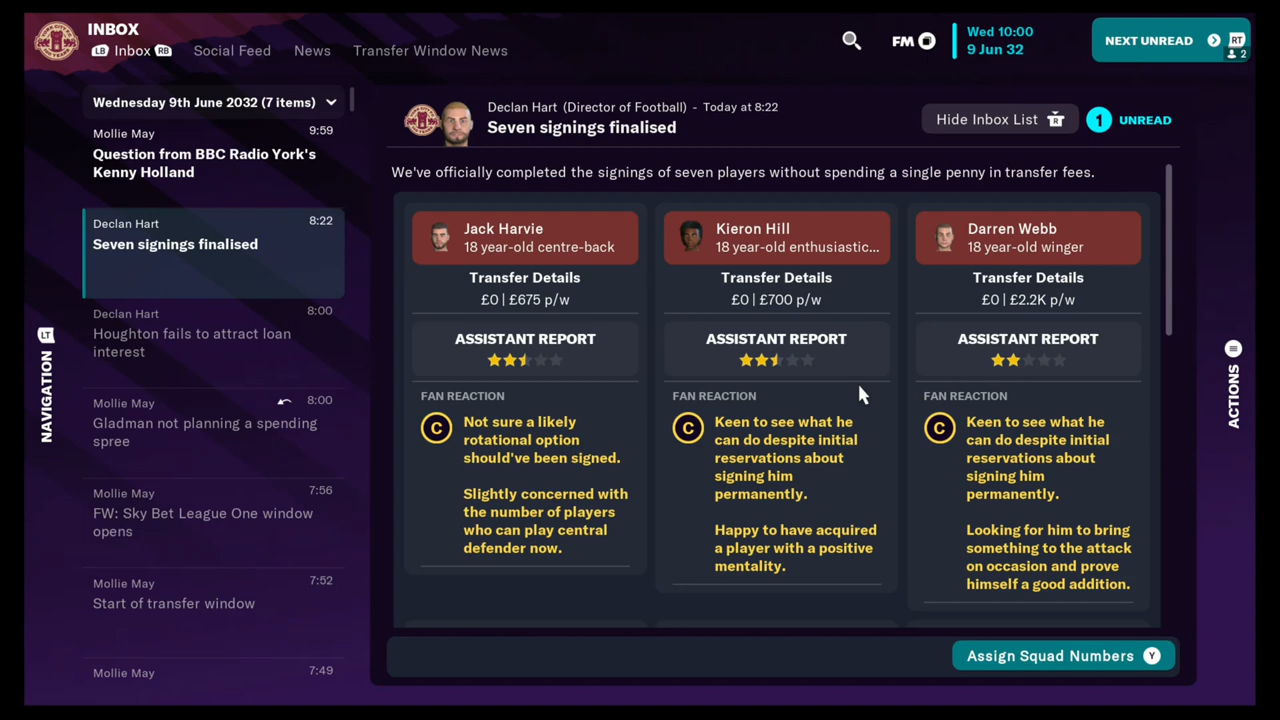 INBOX
LB Inbox RB
Social Feed
News
Transfer Window News
FM
Wed 10:00
9 Jun 32
NEXT UNREAD
RT
2
Wednesday 9th June 2032 (7 items)
Mollie May
9:59
Question from BBC Radio York's
Kenny Holland
Declan Hart
8:22
Seven signings finalised
Declan Hart
8:00
Houghton fails to attract loan
interest
Mollie May
8:00
Gladman not planning a spending
spree
Mollie May
7:56
FW: Sky Bet League One window
opens
Mollie May
7:52
Start of transfer window
Mollie May
7:49
LT
NAVIGATION
Declan Hart (Director of Football) - Today at 8:22
Seven signings finalised
Hide Inbox List
R
1
UNREAD
We've officially completed the signings of seven players without spending a single penny in transfer fees.
Jack Harvie
18 year-old centre-back
Transfer Details
£0 | £675 p/w
ASSISTANT REPORT
FAN REACTION
C
Not sure a likely
rotational option
should've been signed.
Slightly concerned with
the number of players
who can play central
defender now.
Kieron Hill
18 year-old enthusiastic...
Transfer Details
£0 | £700 p/w
ASSISTANT REPORT
FAN REACTION
C
Keen to see what he
can do despite initial
reservations about
signing him
permanently.
Happy to have acquired
a player with a positive
mentality.
Darren Webb
18 year-old winger
Transfer Details
£0 | £2.2K p/w
ASSISTANT REPORT
FAN REACTION
C
Keen to see what he
can do despite initial
reservations about
signing him
permanently.
Looking for him to bring
something to the attack
on occasion and prove
himself a good addition.
Assign Squad Numbers
Y
ACTIONS